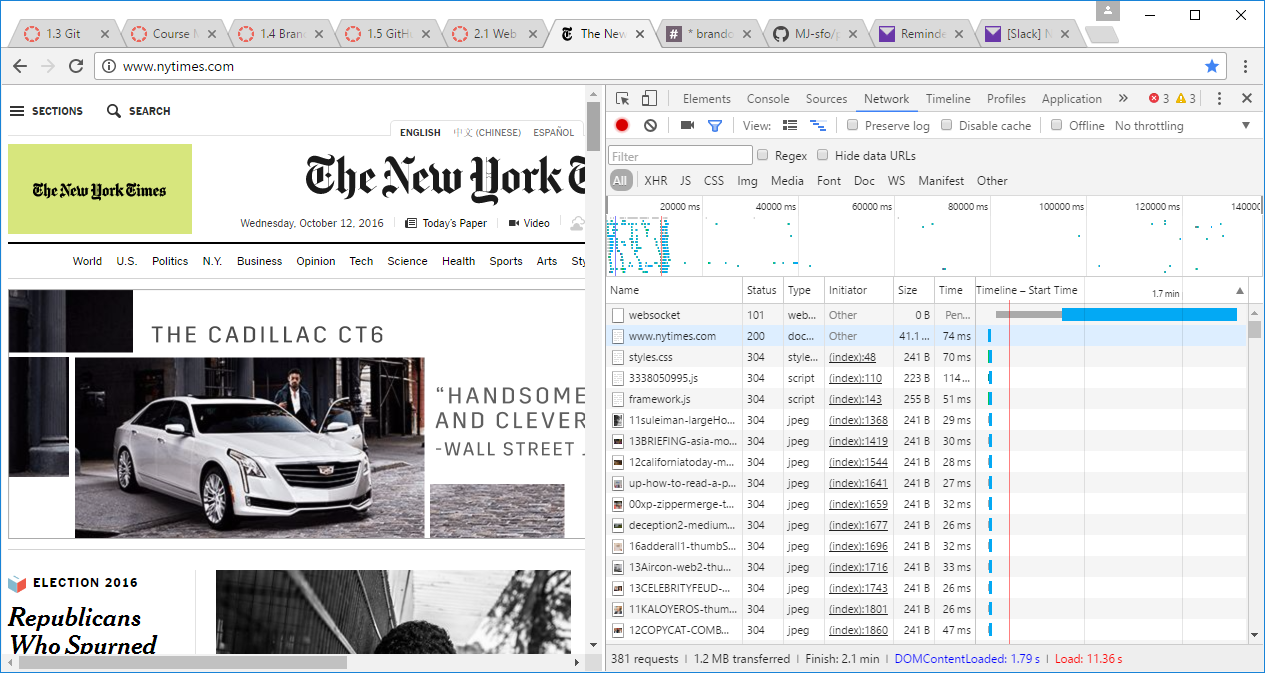 1.3 Git
Course M
1.4 Bran
1.5 GitHu
2.1 Web
The New
* brando
MJ-sfo/p
Reminde
[Slack] N
www.nytimes.com
SECTIONS
SEARCH
ENGLISH
中文 (CHINESE)
ESPAÑOL
The New York Times
The New York
Wednesday, October 12, 2016
Today's Paper
Video
World U.S. Politics N.Y. Business Opinion Tech Science Health Sports Arts Sty
THE CADILLAC CT6
“HANDSOME
AND CLEVER
-WALL STREET J
ELECTION 2016
Republicans
Who Spurned
Elements Console Sources Network Timeline Profiles Application » 3 3
View: Preserve log Disable cache Offline No throttling
Filter Regex Hide data URLs
All XHR JS CSS Img Media Font Doc WS Manifest Other
20000 ms 40000 ms 60000 ms 80000 ms 100000 ms 120000 ms 140000
Name Status Type Initiator Size Time Timeline – Start Time 1.7 min
websocket 101 web... Other 0 B Pen...
www.nytimes.com 200 doc... Other 41.1 ... 74 ms
styles.css 304 style... (index):48 241 B 70 ms
3338050995.js 304 script (index):110 223 B 114...
framework.js 304 script (index):143 255 B 51 ms
11suleiman-largeHo... 304 jpeg (index):1368 241 B 29 ms
13BRIEFING-asia-mo... 304 jpeg (index):1419 241 B 30 ms
12californiatoday-m... 304 jpeg (index):1544 241 B 28 ms
up-how-to-read-a-p... 304 jpeg (index):1641 241 B 27 ms
00xp-zippermerge-t... 304 jpeg (index):1659 241 B 32 ms
deception2-medium... 304 jpeg (index):1677 241 B 26 ms
16adderall1-thumbS... 304 jpeg (index):1696 241 B 32 ms
13Aircon-web2-thu... 304 jpeg (index):1716 241 B 33 ms
13CELEBRITYFEUD-... 304 jpeg (index):1743 241 B 26 ms
11KALOYEROS-thum... 304 jpeg (index):1801 241 B 26 ms
12COPYCAT-COMB... 304 jpeg (index):1860 241 B 47 ms
381 requests | 1.2 MB transferred | Finish: 2.1 min | DOMContentLoaded: 1.79 s | Load: 11.36 s